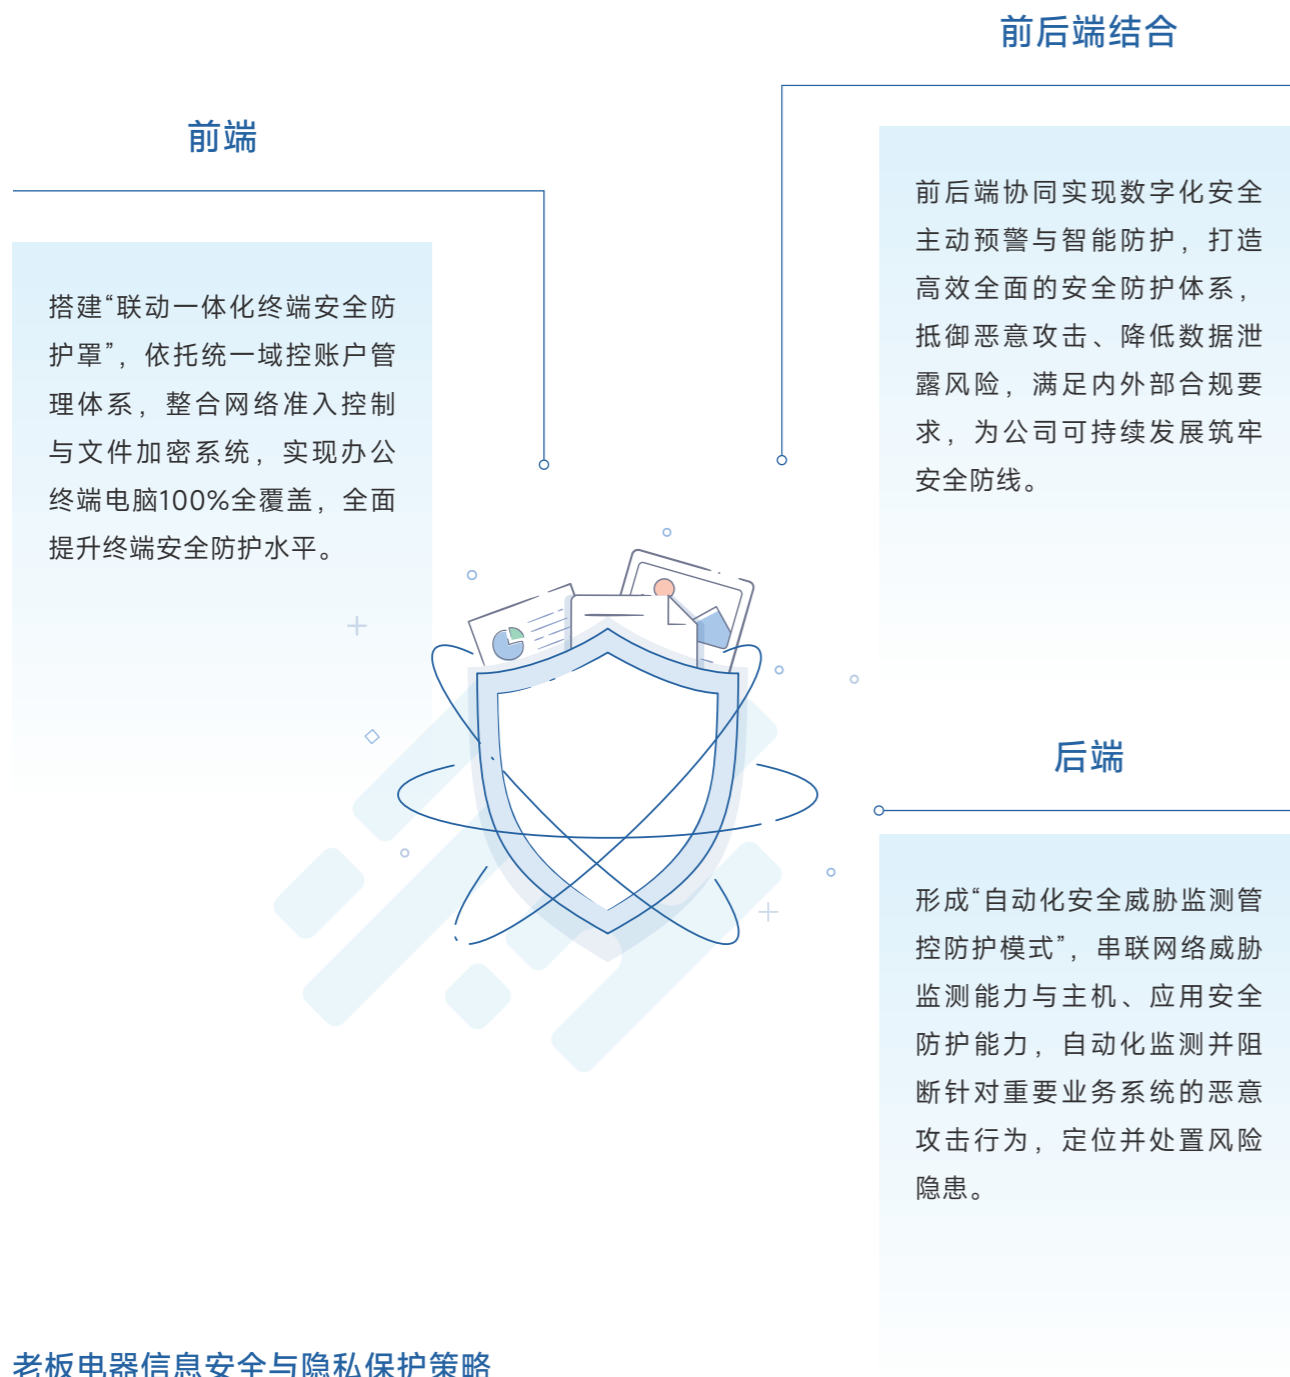 前端
搭建“联动一体化终端安全防
护罩”，依托统一域控账户管
理体系，整合网络准入控制
与文件加密系统，实现办公
终端电脑100%全覆盖，全面
提升终端安全防护水平。
前后端结合
前后端协同实现数字化安全
主动预警与智能防护，打造
高效全面的安全防护体系，
抵御恶意攻击、降低数据泄
露风险，满足内外部合规要
求，为公司可持续发展筑牢
安全防线。
后端
形成“自动化安全威胁监测管
控防护模式”，串联网络威胁
监测能力与主机、应用安全
防护能力，自动化监测并阻
断针对重要业务系统的恶意
攻击行为，定位并处置风险
隐患。
老板电器信息安全与隐私保护策略